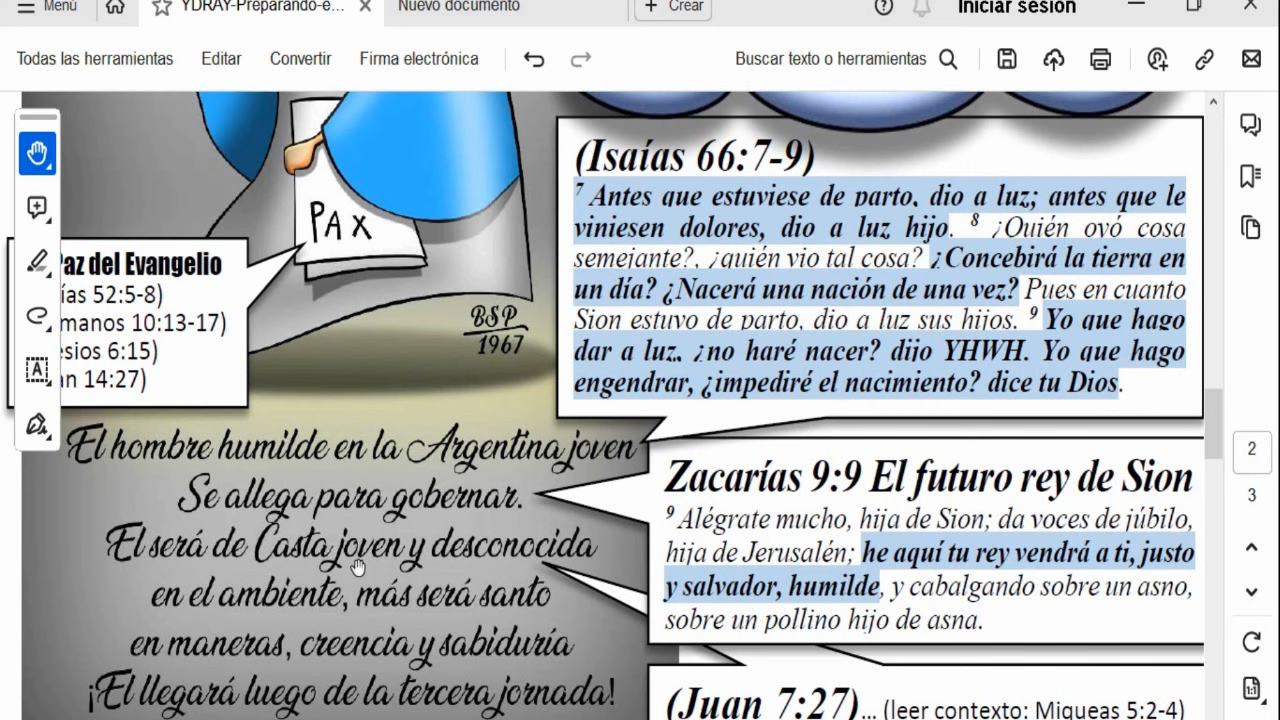 Menú
YDRAY-Preparando-e...
Nuevo documento
Crear
Iniciar sesión
Todas las herramientas
Editar
Convertir
Firma electrónica
Buscar texto o herramientas
PAX
BSP
1967
Paz del Evangelio
ías 52:5-8)
manos 10:13-17)
esios 6:15)
an 14:27)
(Isaías 66:7-9)
7 Antes que estuviese de parto, dio a luz; antes que le
viniesen dolores, dio a luz hijo. 8 ¿Quién oyó cosa
semejante?, ¿quién vio tal cosa? ¿Concebirá la tierra en
un día? ¿Nacerá una nación de una vez? Pues en cuanto
Sion estuvo de parto, dio a luz sus hijos. 9 Yo que hago
dar a luz, ¿no haré nacer? dijo YHWH. Yo que hago
engendrar, ¿impediré el nacimiento? dice tu Dios.
El hombre humilde en la Argentina joven
Se allega para gobernar.
El será de Casta joven y desconocida
en el ambiente, más será santo
en maneras, creencia y sabiduría
¡El llegará luego de la tercera jornada!
Zacarías 9:9 El futuro rey de Sion
9 Alégrate mucho, hija de Sion; da voces de júbilo,
hija de Jerusalén; he aquí tu rey vendrá a ti, justo
y salvador, humilde, y cabalgando sobre un asno,
sobre un pollino hijo de asna.
(Juan 7:27)... (leer contexto: Miqueas 5:2-4)
2
3
1:1